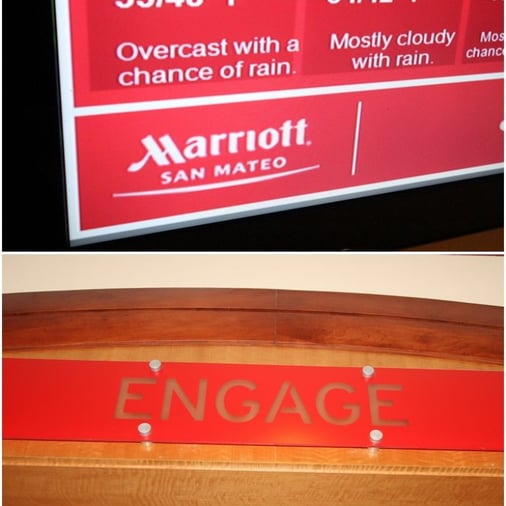 Overcast with a
chance of rain.
Mostly cloudy
with rain.
Marriott
SAN MATEO
ENGAGE